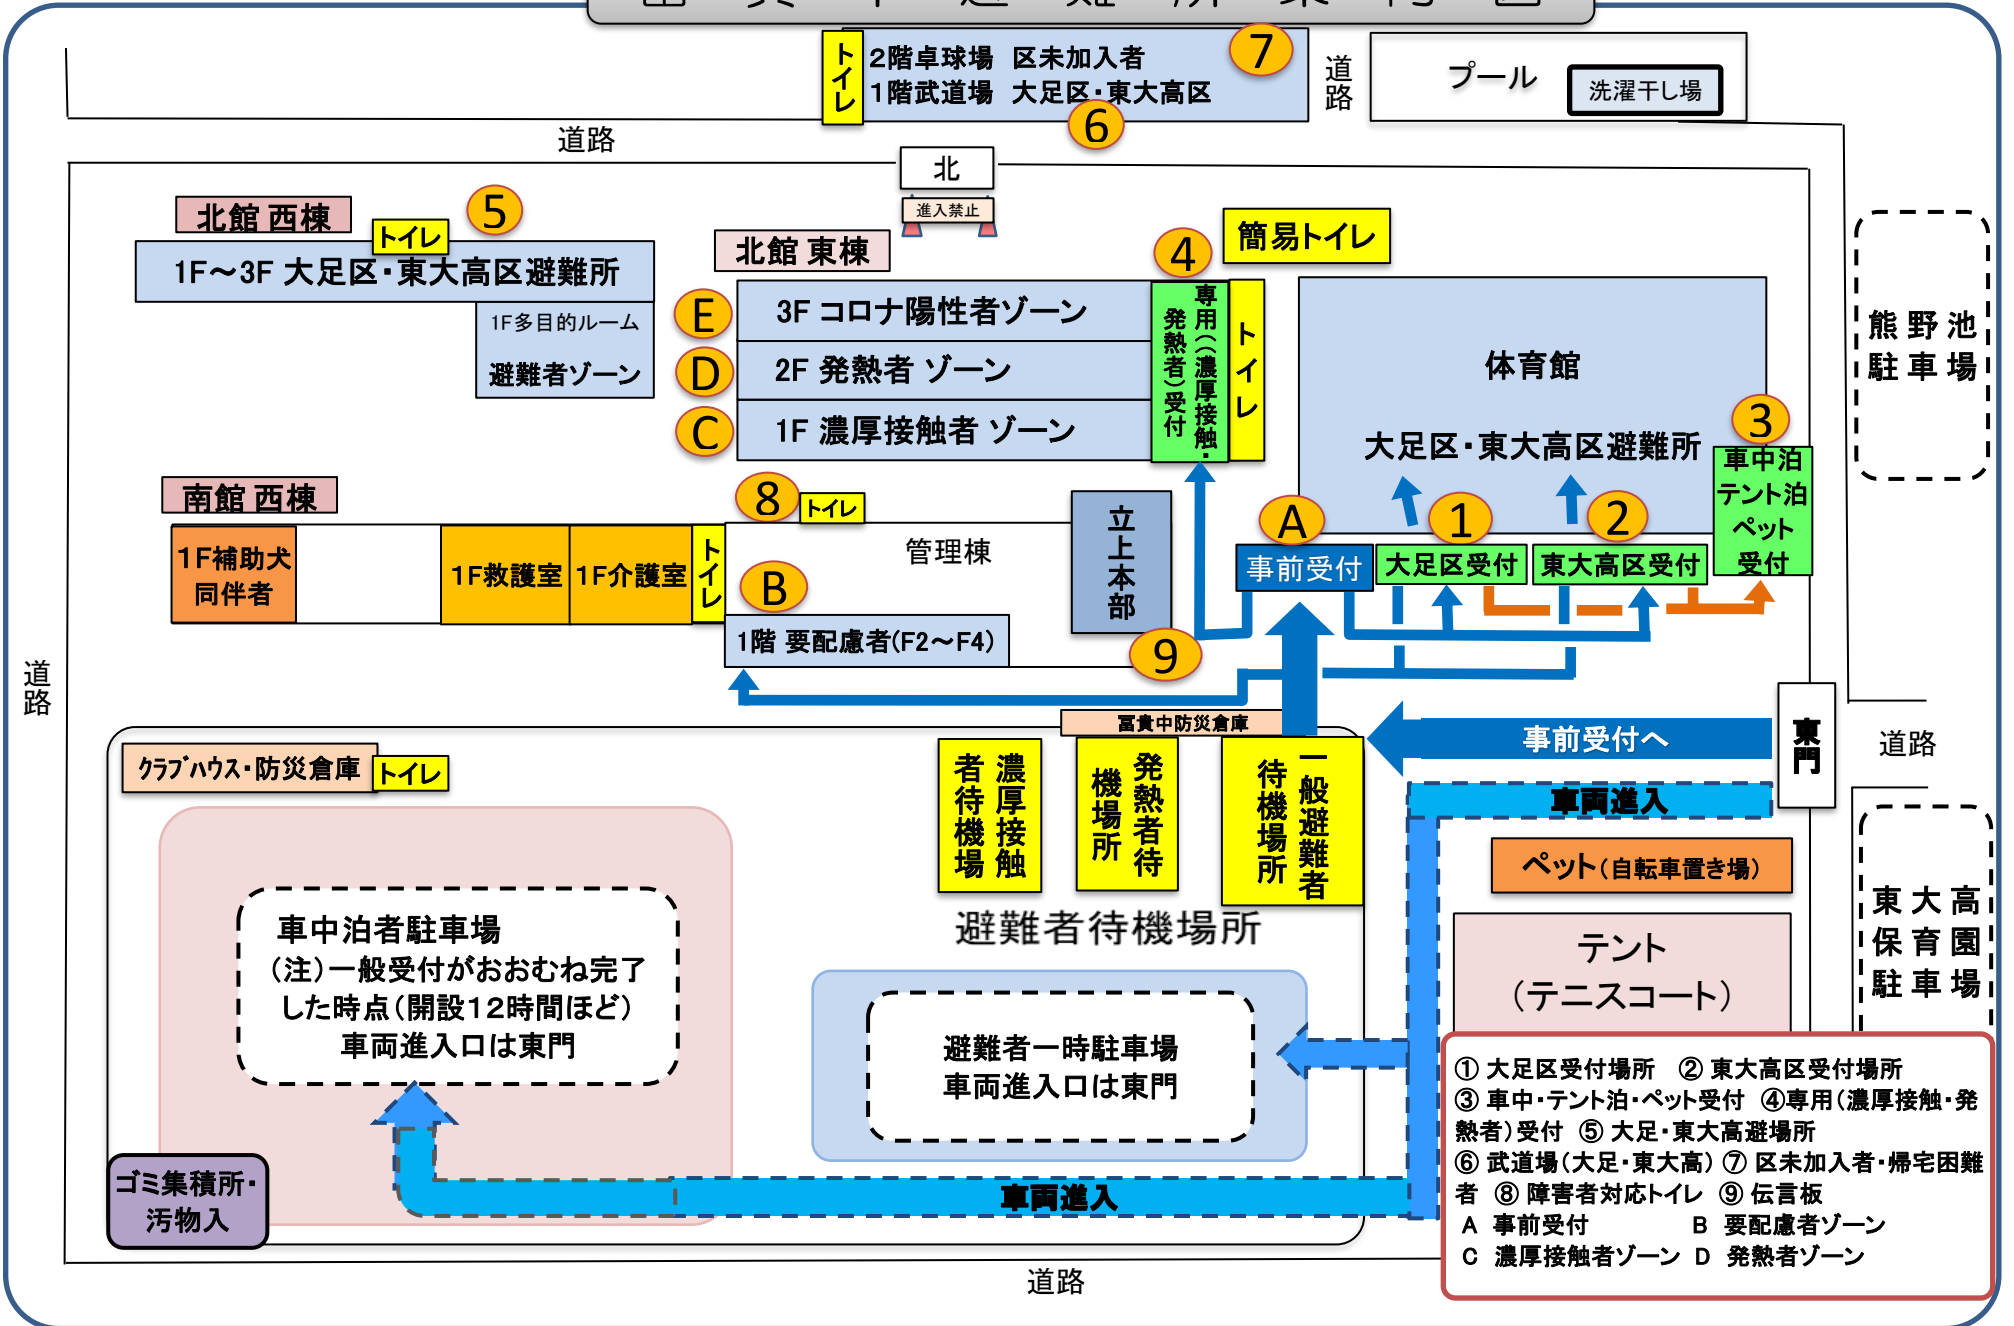 トイレ
2階卓球場 区未加入者
1階武道場 大足区・東大高区
7
6
道路
プール
洗濯干し場
道路
北
進入禁止
北館 西棟
トイレ
5
1F～3F 大足区・東大高区避難所
1F多目的ルーム
避難者ゾーン
北館 東棟
4
簡易トイレ
E
3F コロナ陽性者ゾーン
D
2F 発熱者 ゾーン
C
1F 濃厚接触者 ゾーン
専用((濃厚接触・
発熱者)受付
トイレ
体育館
大足区・東大高区避難所
3
車中泊
テント泊
ペット
受付
熊野池
駐車場
南館 西棟
1F補助犬
同伴者
1F救護室
1F介護室
トイレ
8
トイレ
管理棟
B
1階 要配慮者(F2～F4)
立上本部
9
A
事前受付
1
大足区受付
2
東大高区受付
道路
冨貴中防災倉庫
事前受付へ
東門
道路
車両進入
クラブハウス・防災倉庫
トイレ
濃厚接触
者待機場
発熱者待
機場所
一般避難者
待機場所
避難者待機場所
ペット(自転車置き場)
テント
(テニスコート)
東大高
保育園
駐車場
車中泊者駐車場
(注)一般受付がおおむね完了
した時点(開設12時間ほど)
車両進入口は東門
避難者一時駐車場
車両進入口は東門
ゴミ集積所・
汚物入
車両進入
道路
① 大足区受付場所 ② 東大高区受付場所
③ 車中・テント泊・ペット受付 ④専用(濃厚接触・発
熱者)受付 ⑤ 大足・東大高避場所
⑥ 武道場(大足・東大高) ⑦ 区未加入者・帰宅困難
者 ⑧ 障害者対応トイレ ⑨ 伝言板
A 事前受付 B 要配慮者ゾーン
C 濃厚接触者ゾーン D 発熱者ゾーン